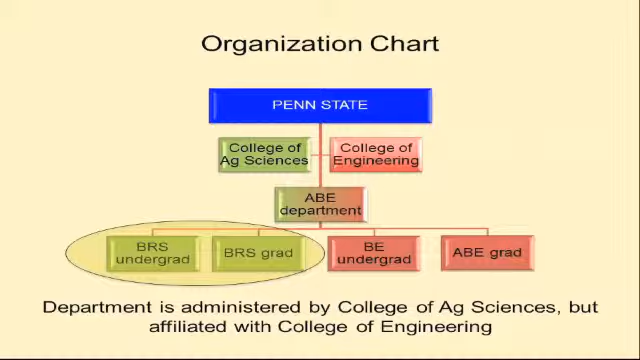 Organization Chart
PENN STATE
College of
Ag Sciences
College of
Engineering
ABE
department
BRS
undergrad
BRS grad
BE
undergrad
ABE grad
Department is administered by College of Ag Sciences, but
affiliated with College of Engineering